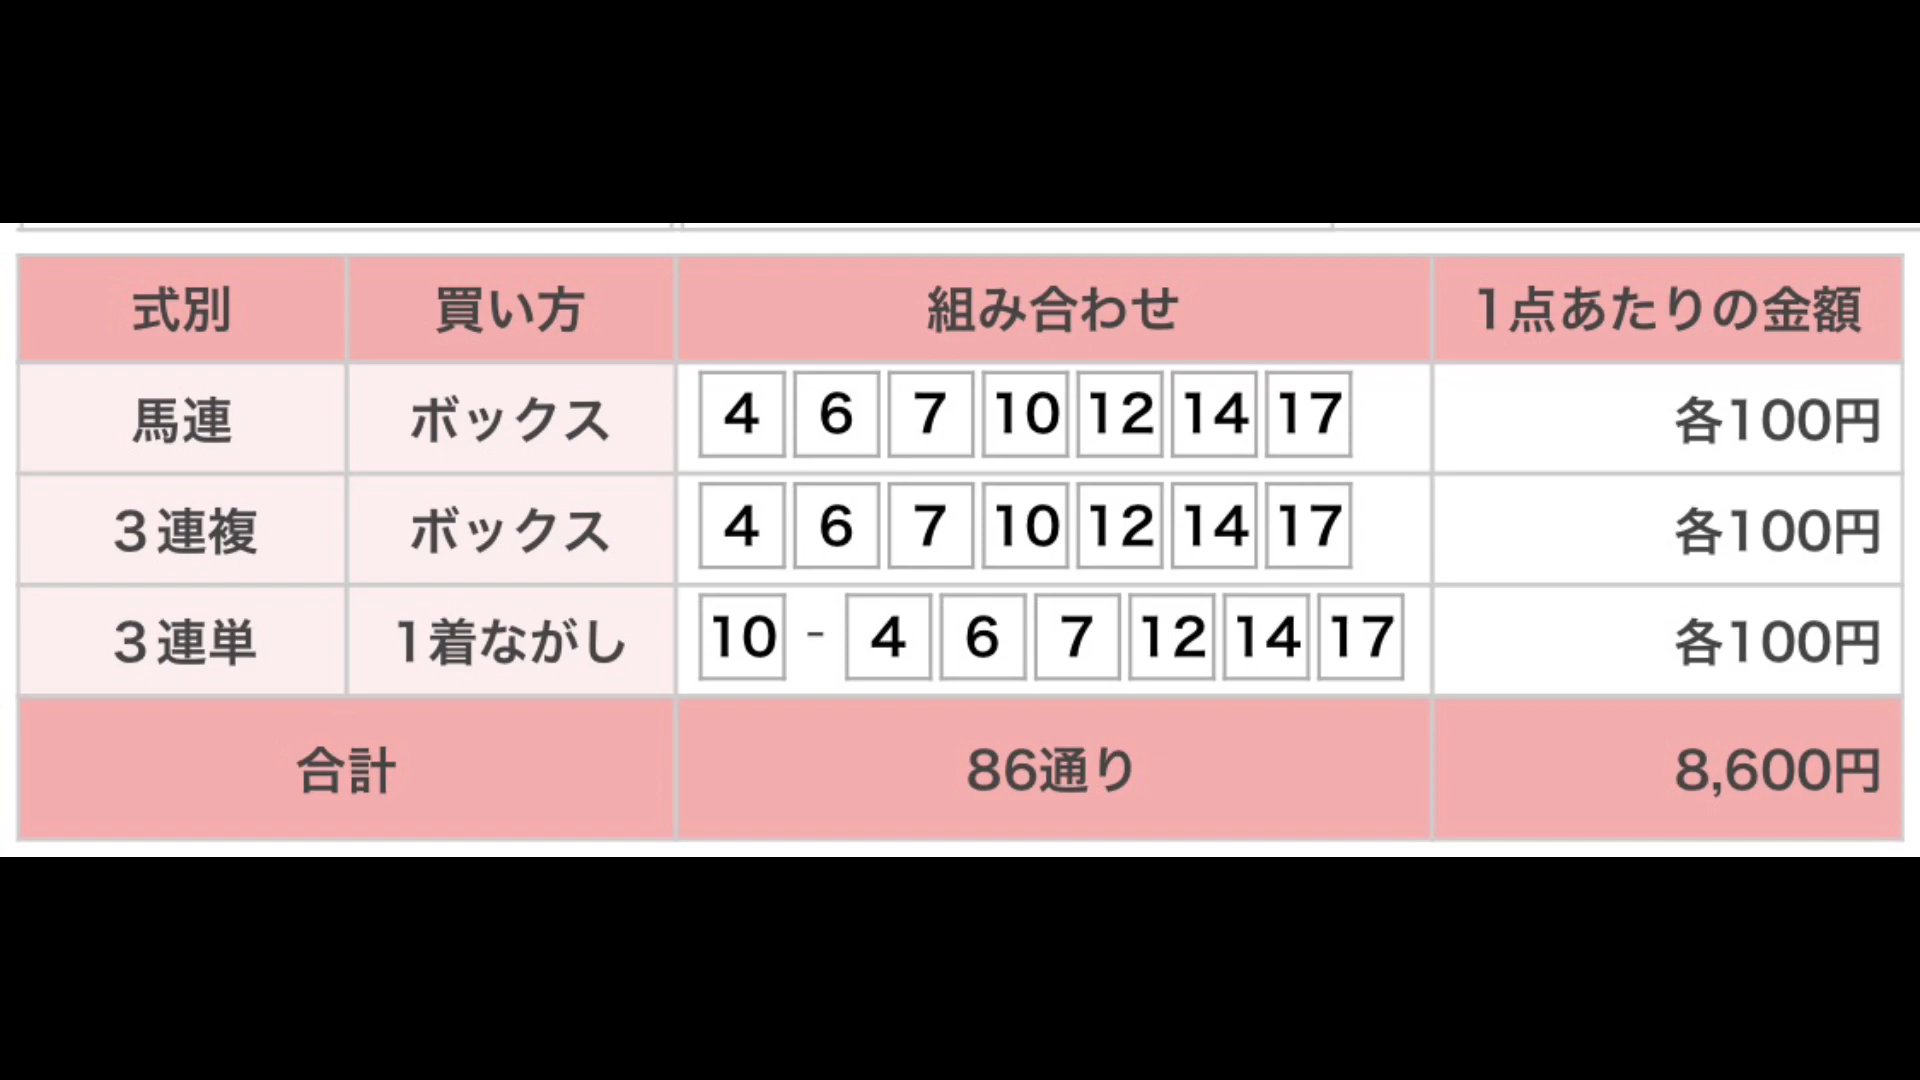 式別 買い方 組み合わせ 1点あたりの金額
馬連 ボックス 4 6 7 10 12 14 17 各100円
３連複 ボックス 4 6 7 10 12 14 17 各100円
３連単 1着ながし 10 - 4 6 7 12 14 17 各100円
合計 86通り 8,600円